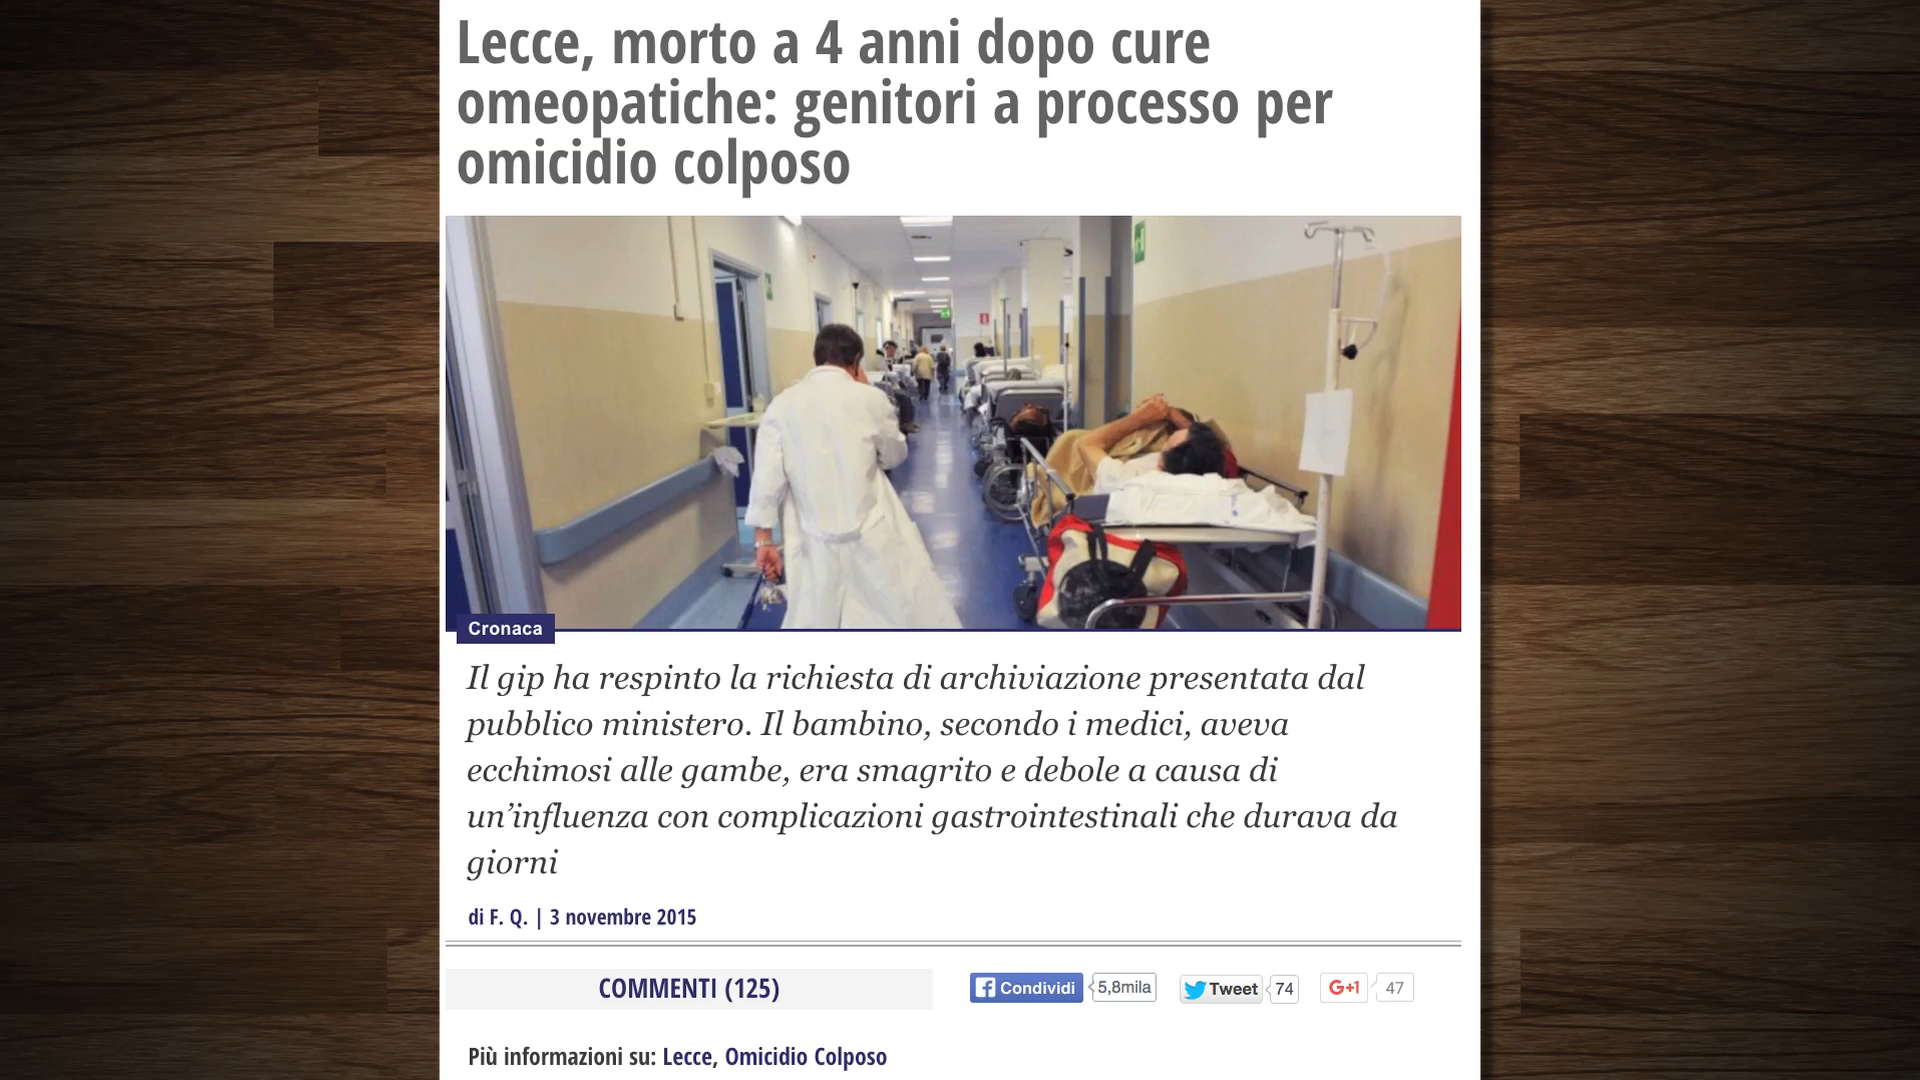 Lecce, morto a 4 anni dopo cure
omeopatiche: genitori a processo per
omicidio colposo
Cronaca
Il gip ha respinto la richiesta di archiviazione presentata dal
pubblico ministero. Il bambino, secondo i medici, aveva
ecchimosi alle gambe, era smagrito e debole a causa di
un’influenza con complicazioni gastrointestinali che durava da
giorni
di F. Q. | 3 novembre 2015
COMMENTI (125) Condividi 5,8mila Tweet 74 G+1 47
Più informazioni su: Lecce, Omicidio Colposo